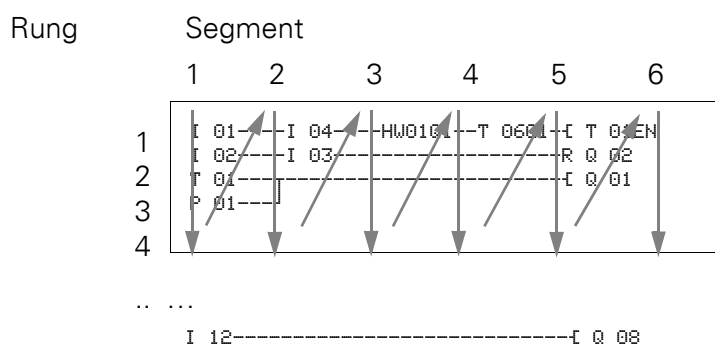 Rung Segment
1 2 3 4 5 6
1 I 01----I 04----HW0101--T 0601-[ T 04EN
2 I 02----I 03-------------------R Q 02
3 T 01---------------------------[ Q 01
4 P 01----
.. ...
I 12----------------------------[ Q 08